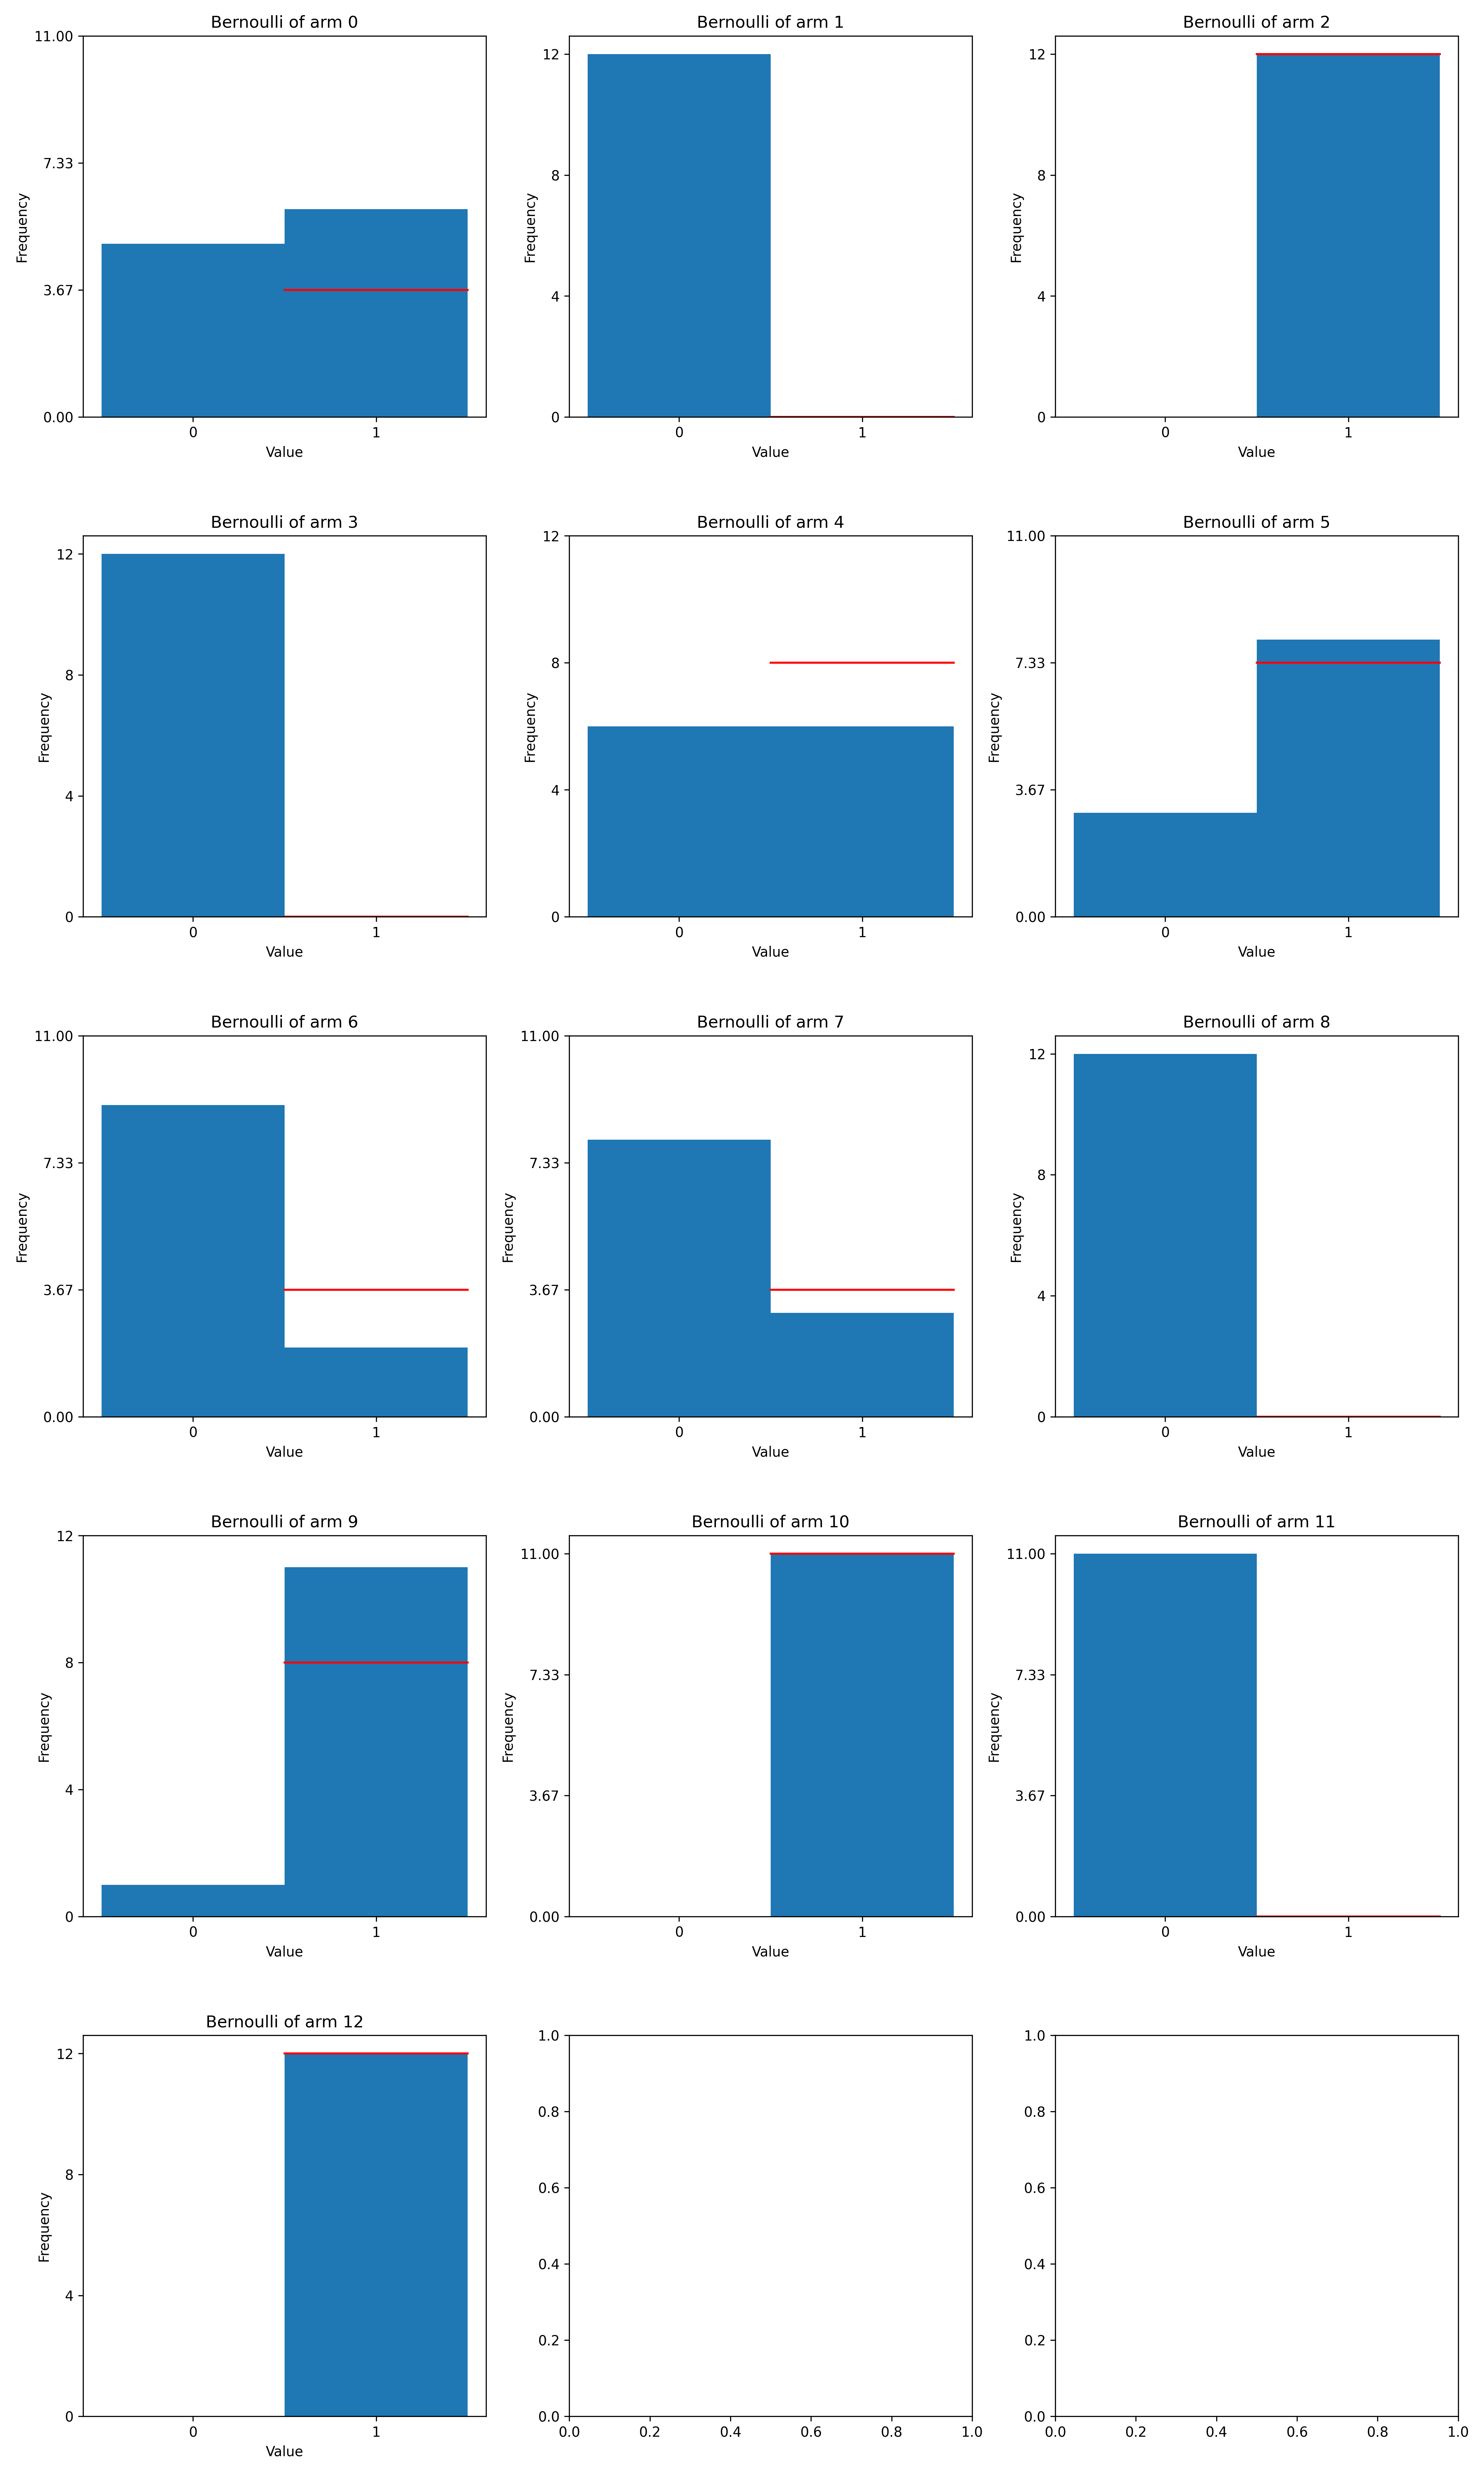 Bernoulli of arm 0
11.00
7.33
3.67
0.00
Frequency
0 1
Value
Bernoulli of arm 1
12
8
4
0
Frequency
0 1
Value
Bernoulli of arm 2
12
8
4
0
Frequency
0 1
Value
Bernoulli of arm 3
12
8
4
0
Frequency
0 1
Value
Bernoulli of arm 4
12
8
4
0
Frequency
0 1
Value
Bernoulli of arm 5
11.00
7.33
3.67
0.00
Frequency
0 1
Value
Bernoulli of arm 6
11.00
7.33
3.67
0.00
Frequency
0 1
Value
Bernoulli of arm 7
11.00
7.33
3.67
0.00
Frequency
0 1
Value
Bernoulli of arm 8
12
8
4
0
Frequency
0 1
Value
Bernoulli of arm 9
12
8
4
0
Frequency
0 1
Value
Bernoulli of arm 10
11.00
7.33
3.67
0.00
Frequency
0 1
Value
Bernoulli of arm 11
11.00
7.33
3.67
0.00
Frequency
0 1
Value
Bernoulli of arm 12
12
8
4
0
Frequency
0 1
Value
1.0
0.8
0.6
0.4
0.2
0.0
0.0 0.2 0.4 0.6 0.8 1.0
1.0
0.8
0.6
0.4
0.2
0.0
0.0 0.2 0.4 0.6 0.8 1.0